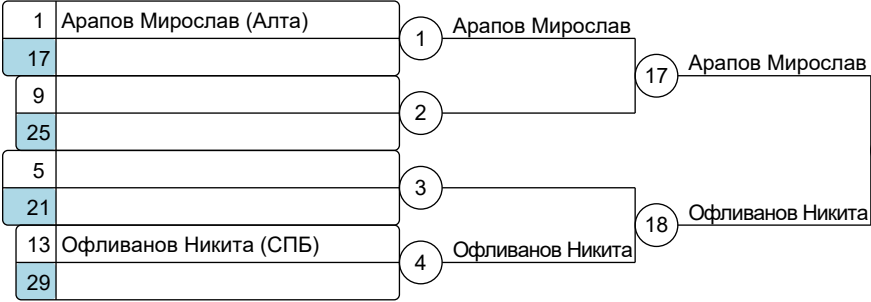 1 Арапов Мирослав (Алта)
17
1 Арапов Мирослав
9
25
2
17 Арапов Мирослав
5
21
3
13 Офливанов Никита (СПБ)
29
4 Офливанов Никита
18 Офливанов Никита